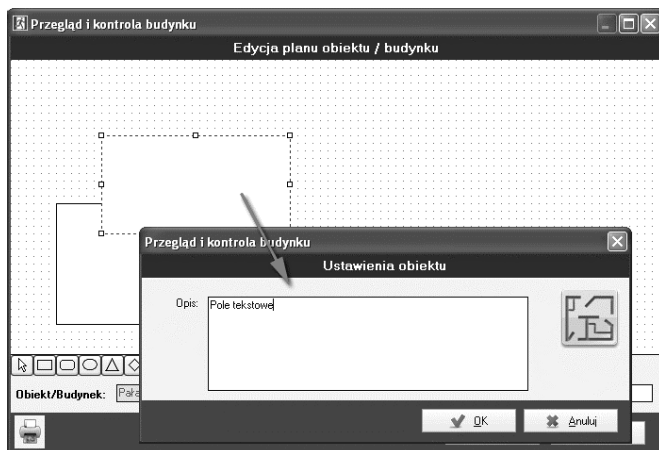 Przegląd i kontrola budynku
Edycja planu obiektu / budynku
Przegląd i kontrola budynku
Ustawienia obiektu
Opis: Pole tekstowe
Obiekt/Budynek:
OK Anuluj